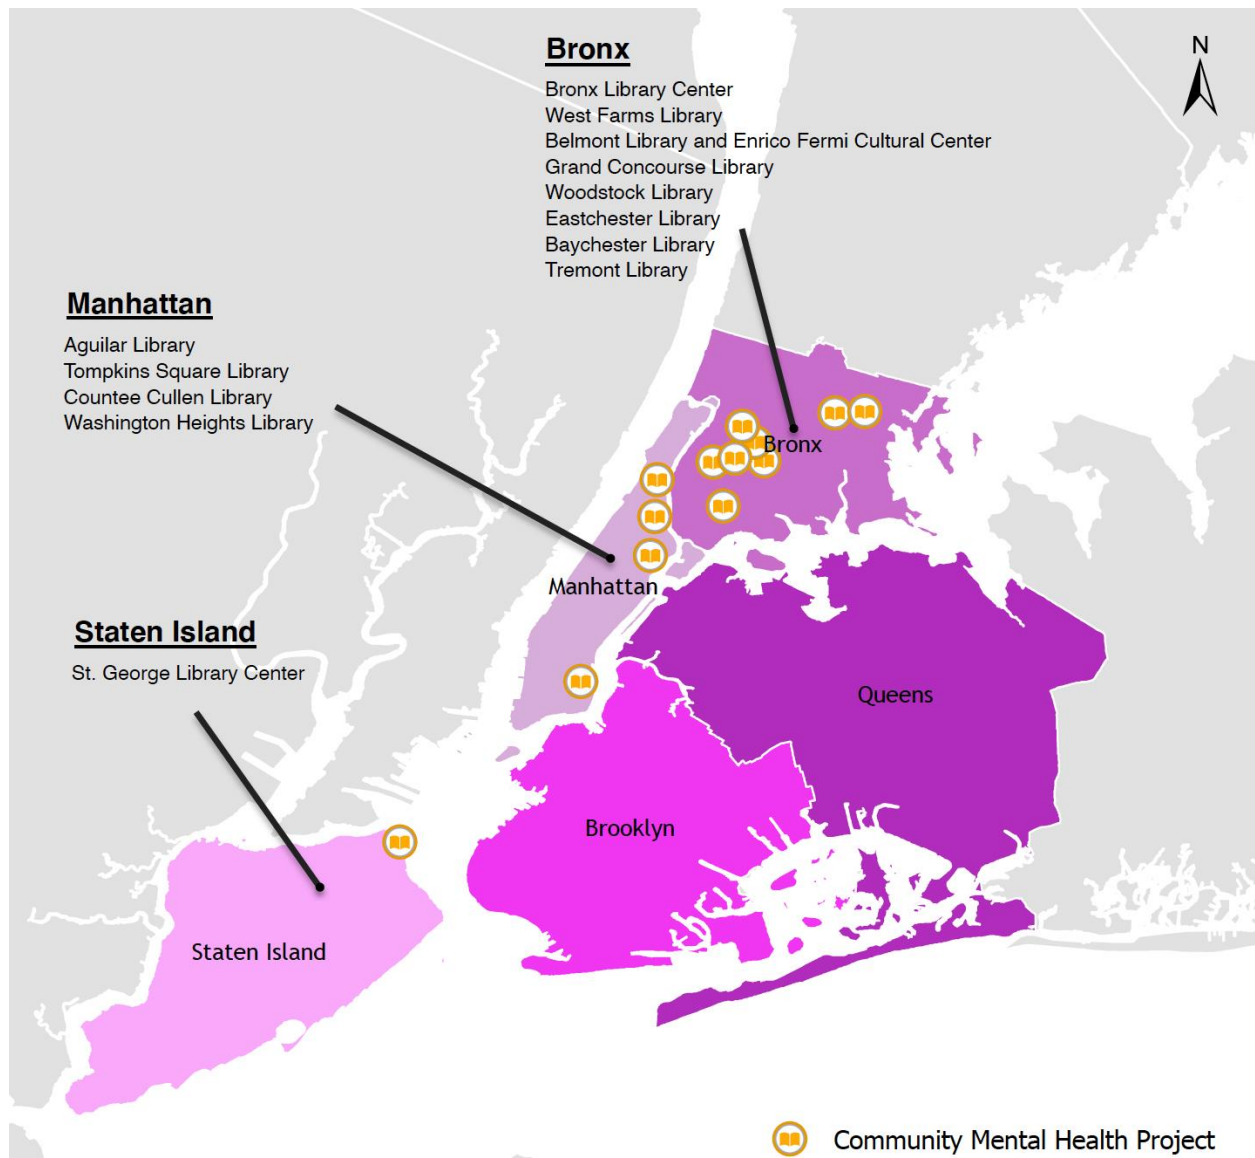 Bronx
Bronx Library Center
West Farms Library
Belmont Library and Enrico Fermi Cultural Center
Grand Concourse Library
Woodstock Library
Eastchester Library
Baychester Library
Tremont Library
N
Manhattan
Aguilar Library
Tompkins Square Library
Countee Cullen Library
Washington Heights Library
Staten Island
St. George Library Center
Bronx
Manhattan
Queens
Brooklyn
Staten Island
Community Mental Health Project